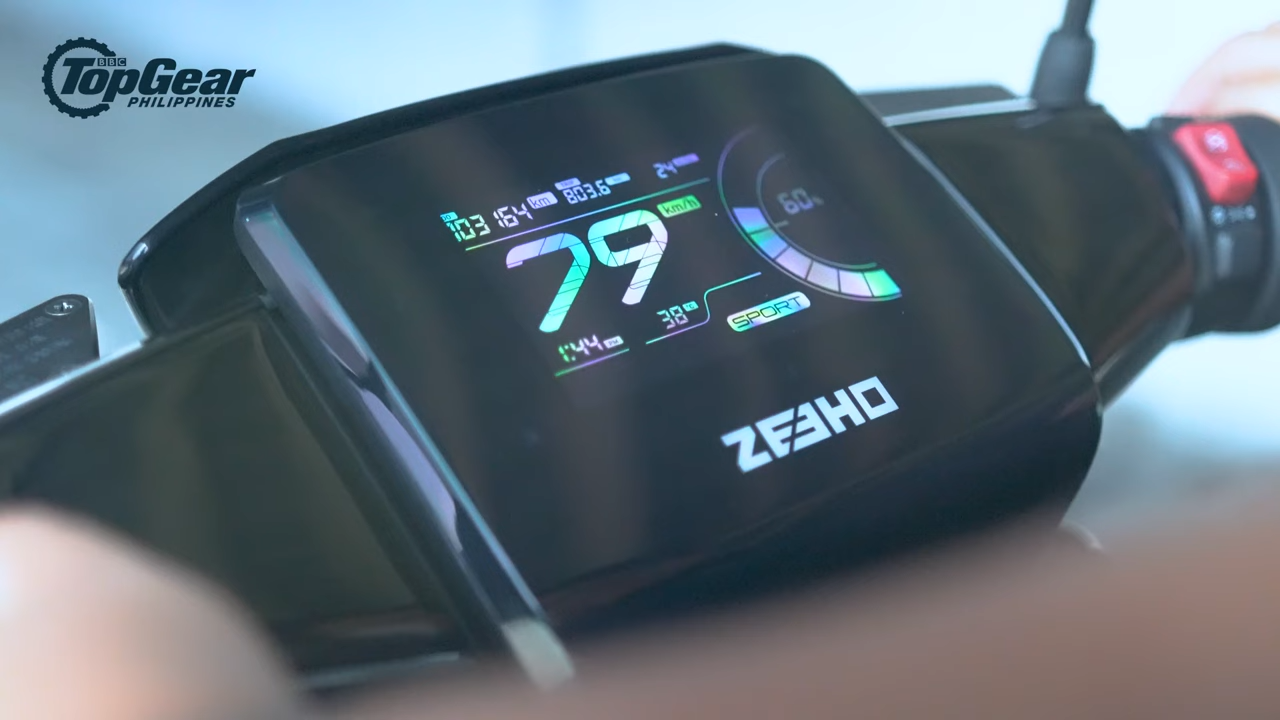 BBC
TopGear
PHILIPPINES
103 164 km 803.6 24
79 km/h
60
38
SPORT
1:44
ZEEHO